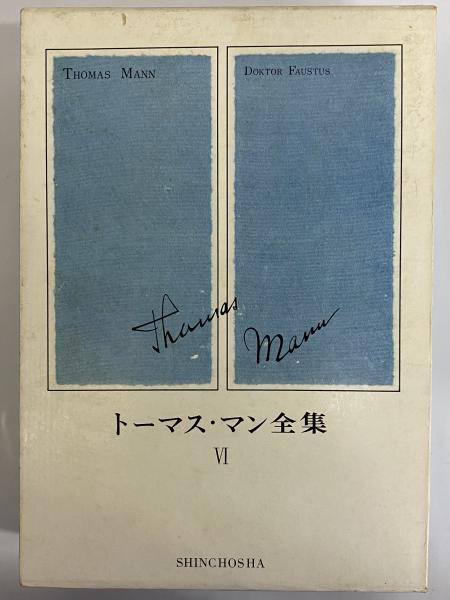 THOMAS MANN
DOKTOR FAUSTUS
Thomas
Mann
トーマス・マン全集
VI
SHINCHOSHA